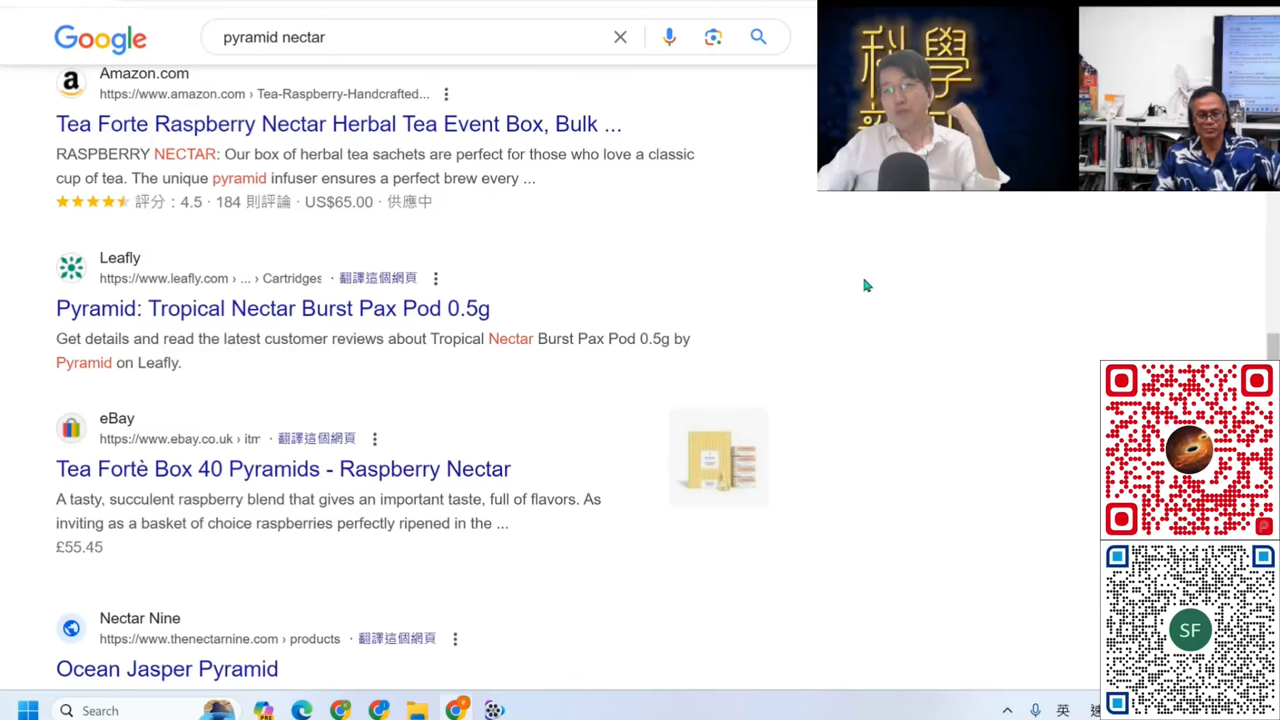 Google
pyramid nectar
Amazon.com
https://www.amazon.com › Tea-Raspberry-Handcrafted...
Tea Forte Raspberry Nectar Herbal Tea Event Box, Bulk ...
RASPBERRY NECTAR: Our box of herbal tea sachets are perfect for those who love a classic
cup of tea. The unique pyramid infuser ensures a perfect brew every ...
評分：4.5 · 184 則評論 · US$65.00 · 供應中
Leafly
https://www.leafly.com › ... › Cartridges · 翻譯這個網頁
Pyramid: Tropical Nectar Burst Pax Pod 0.5g
Get details and read the latest customer reviews about Tropical Nectar Burst Pax Pod 0.5g by
Pyramid on Leafly.
eBay
https://www.ebay.co.uk › itm · 翻譯這個網頁
Tea Fortè Box 40 Pyramids - Raspberry Nectar
A tasty, succulent raspberry blend that gives an important taste, full of flavors. As
inviting as a basket of choice raspberries perfectly ripened in the ...
£55.45
Nectar Nine
https://www.thenectarnine.com › products · 翻譯這個網頁
Ocean Jasper Pyramid
科學
SF
Search
英